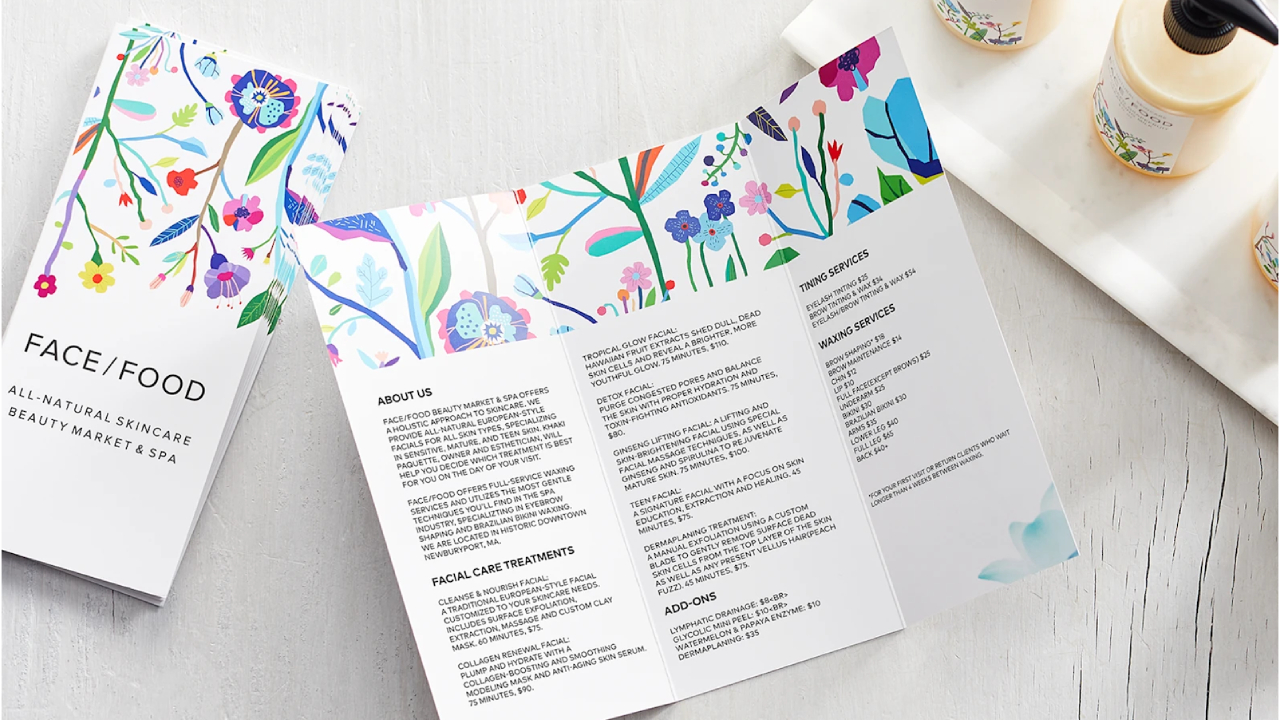 FACE/FOOD
ALL-NATURAL SKINCARE
BEAUTY MARKET & SPA
ABOUT US
FACE/FOOD BEAUTY MARKET & SPA OFFERS
A HOLISTIC APPROACH TO SKINCARE. WE
PROVIDE ALL-NATURAL EUROPEAN-STYLE
FACIALS FOR ALL SKIN TYPES, SPECIALIZING
IN SENSITIVE, MATURE, AND TEEN SKIN. KHAKI
PAQUETTE, OWNER AND ESTHETICIAN, WILL
HELP YOU DECIDE WHICH TREATMENT IS BEST
FOR YOU ON THE DAY OF YOUR VISIT.
FACE/FOOD OFFERS FULL-SERVICE WAXING
SERVICES AND UTLIZES THE MOST GENTLE
TECHNIQUES YOU'LL FIND IN THE SPA
INDUSTRY, SPECIALIZTING IN EYEBROW
SHAPING AND BRAZILIAN BIKINI WAXING.
WE ARE LOCATED IN HISTORIC DOWNTOWN
NEWBURYPORT, MA.
FACIAL CARE TREATMENTS
CLEANSE & NOURISH FACIAL:
A TRADITIONAL EUROPEAN-STYLE FACIAL
CUSTOMIZED TO YOUR SKINCARE NEEDS.
INCLUDES SURFACE EXFOLIATION,
EXTRACTION, MASSAGE AND CUSTOM CLAY
MASK. 60 MINUTES, $75.
COLLAGEN RENEWAL FACIAL:
PLUMP AND HYDRATE WITH A
COLLAGEN-BOOSTING AND SMOOTHING
MODELING MASK AND ANTI-AGING SKIN SERUM.
75 MINUTES, $90.
TROPICAL GLOW FACIAL:
HAWAIIAN FRUIT EXTRACTS SHED DULL, DEAD
SKIN CELLS AND REVEAL A BRIGHTER, MORE
YOUTHFUL GLOW. 75 MINUTES, $110.
DETOX FACIAL:
PURGE CONGESTED PORES AND BALANCE
THE SKIN WITH PROPER HYDRATION AND
TOXIN-FIGHTING ANTIOXIDANTS. 75 MINUTES,
$80.
GINSENG LIFTING FACIAL: A LIFTING AND
SKIN-BRIGHTENING FACIAL USING SPECIAL
FACIAL MASSAGE TECHNIQUES, AS WELL AS
GINSENG AND SPIRULINA TO REJUVENATE
MATURE SKIN. 75 MINUTES, $100.
TEEN FACIAL:
A SIGNATURE FACIAL WITH A FOCUS ON SKIN
EDUCATION, EXTRACTION AND HEALING. 45
MINUTES, $75.
DERMAPLANING TREATMENT:
A MANUAL EXFOLIATION USING A CUSTOM
BLADE TO GENTLY REMOVE SURFACE DEAD
SKIN CELLS FROM THE TOP LAYER OF THE SKIN
AS WELL AS ANY PRESENT VELLUS HAIR(PEACH
FUZZ). 45 MINUTES, $75.
ADD-ONS
LYMPHATIC DRAINAGE: $8<BR>
GLYCOLIC MINI PEEL: $10<BR>
WATERMELON & PAPAYA ENZYME: $10
DERMAPLANING: $35
TINING SERVICES
EYELASH TINTING $25
BROW TINTING & WAX $34
EYELASH/BROW TINTING & WAX $54
WAXING SERVICES
BROW SHAPING* $18
BROW MAINTENANCE $14
CHIN $12
LIP $10
FULL FACE(EXCEPT BROWS) $25
UNDERARM $25
BIKIN $30
BRAZILIAN BIKINI $30
ARMS $35
LOWER LEG $40
FULL LEG $65
BACK $40+
*FOR YOUR FIRST VISIT OR RETURN CLIENTS WHO WAIT
LONGER THAN 6 WEEKS BETWEEN WAXING.